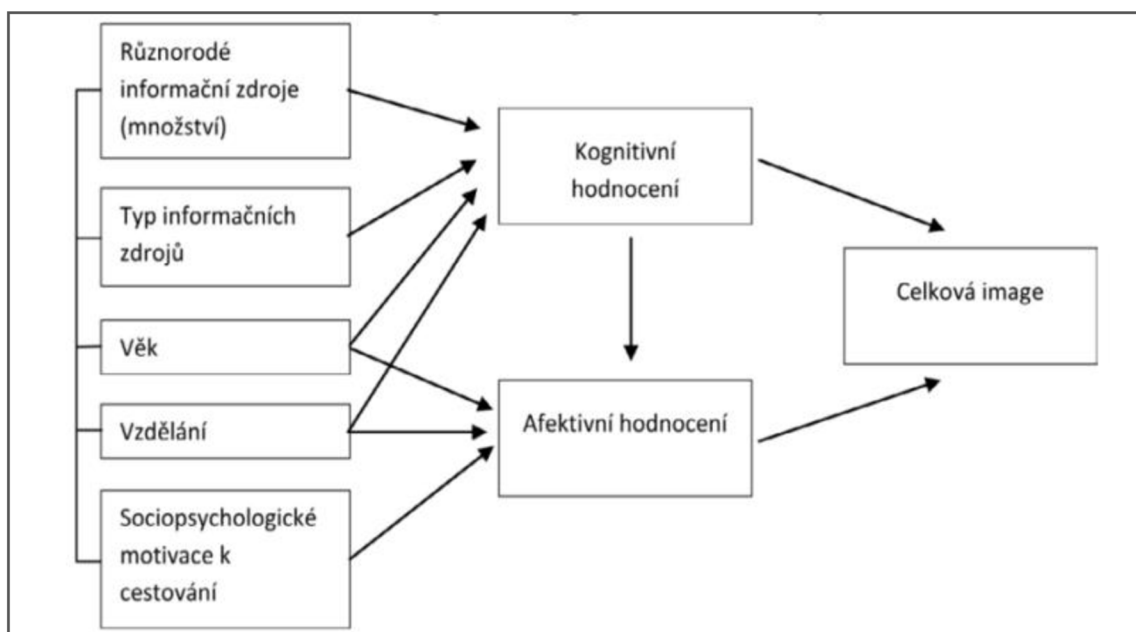 Různorodé
informační zdroje
(množství)
Typ informačních
zdrojů
Věk
Vzdělání
Sociopsychologické
motivace k
cestování
Kognitivní
hodnocení
Afektivní hodnocení
Celková image